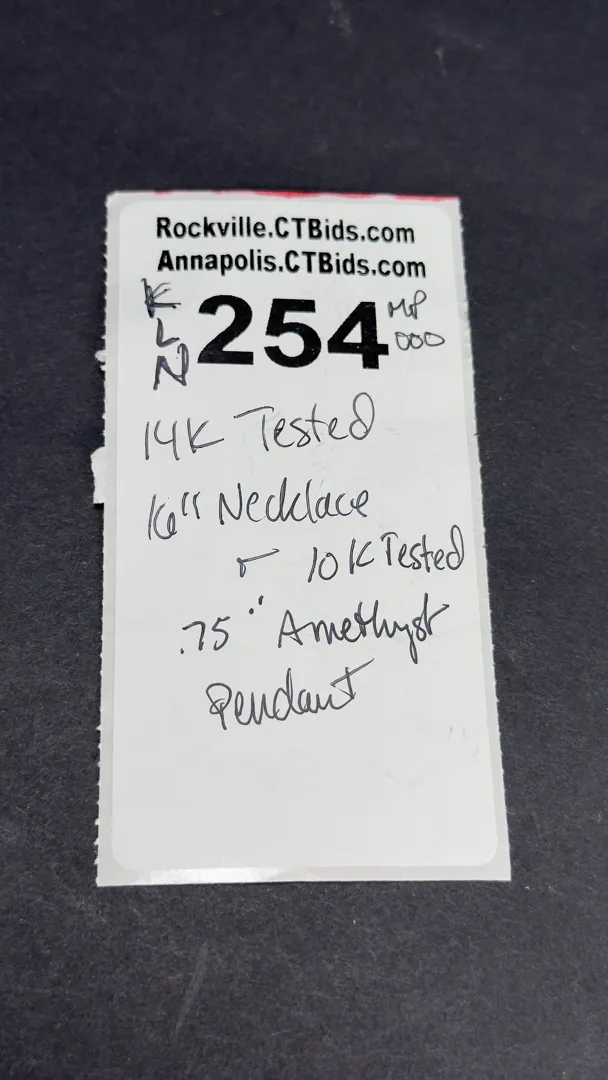 Rockville.CTBids.com
Annapolis.CTBids.com
K
L
N
254
MP
000
14K Tested
16" Necklace
10K Tested
.75" Amethyst
Pendant